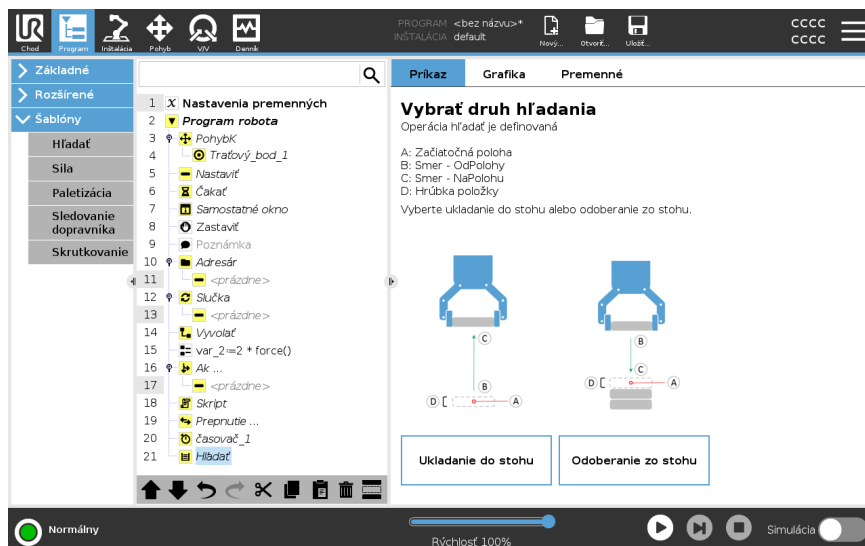 UR
PROGRAM <bez názvu>*
INŠTALÁCIA default
CCCC
CCCC
Chod
Program
Inštalácia
Pohyb
V/V
Denník
Nový...
Otvoriť...
Uložiť...
Základné
Rozšírené
Šablóny
Hľadať
Sila
Paletizácia
Sledovanie
dopravníka
Skrutkovanie
1 X Nastavenia premenných
2 Program robota
3 PohybK
4 Traťový_bod_1
5 Nastaviť
6 Čakať
7 Samostatné okno
8 Zastaviť
9 Poznámka
10 Adresár
11 <prázdne>
12 Slučka
13 <prázdne>
14 Vyvolať
15 var_2:=2 * force()
16 Ak ...
17 <prázdne>
18 Skript
19 Prepnutie ...
20 časovač_1
21 Hľadať
Príkaz
Grafika
Premenné
Vybrať druh hľadania
Operácia hľadať je definovaná
A: Začiatočná poloha
B: Smer - OdPolohy
C: Smer - NaPolohu
D: Hrúbka položky
Vyberte ukladanie do stohu alebo odoberanie zo stohu.
C
B
D
A
B
C
D
A
Ukladanie do stohu
Odoberanie zo stohu
Normálny
Rýchlosť 100%
Simulácia